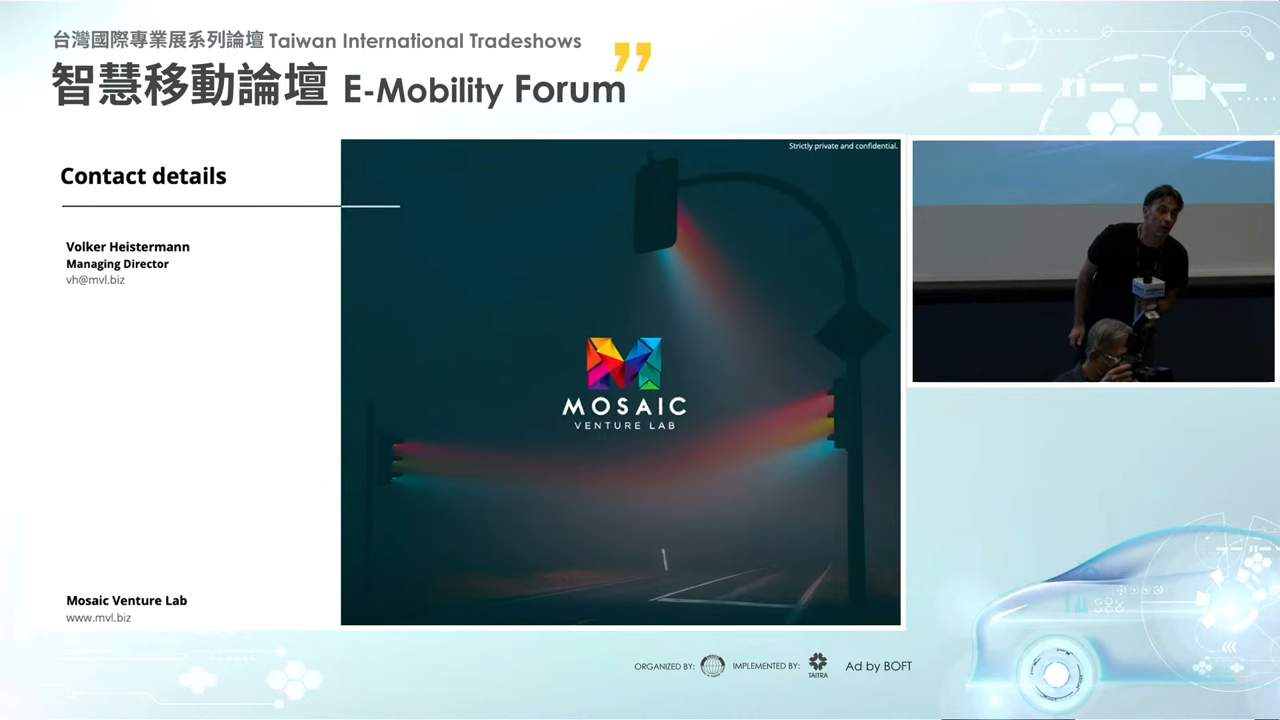 台灣國際專業展系列論壇 Taiwan International Tradeshows
智慧移動論壇 E-Mobility Forum
Strictly private and confidential.
Contact details
Volker Heistermann
Managing Director
vh@mvl.biz
MOSAIC
VENTURE LAB
Mosaic Venture Lab
www.mvl.biz
ORGANIZED BY: IMPLEMENTED BY: TAITRA Ad by BOFT